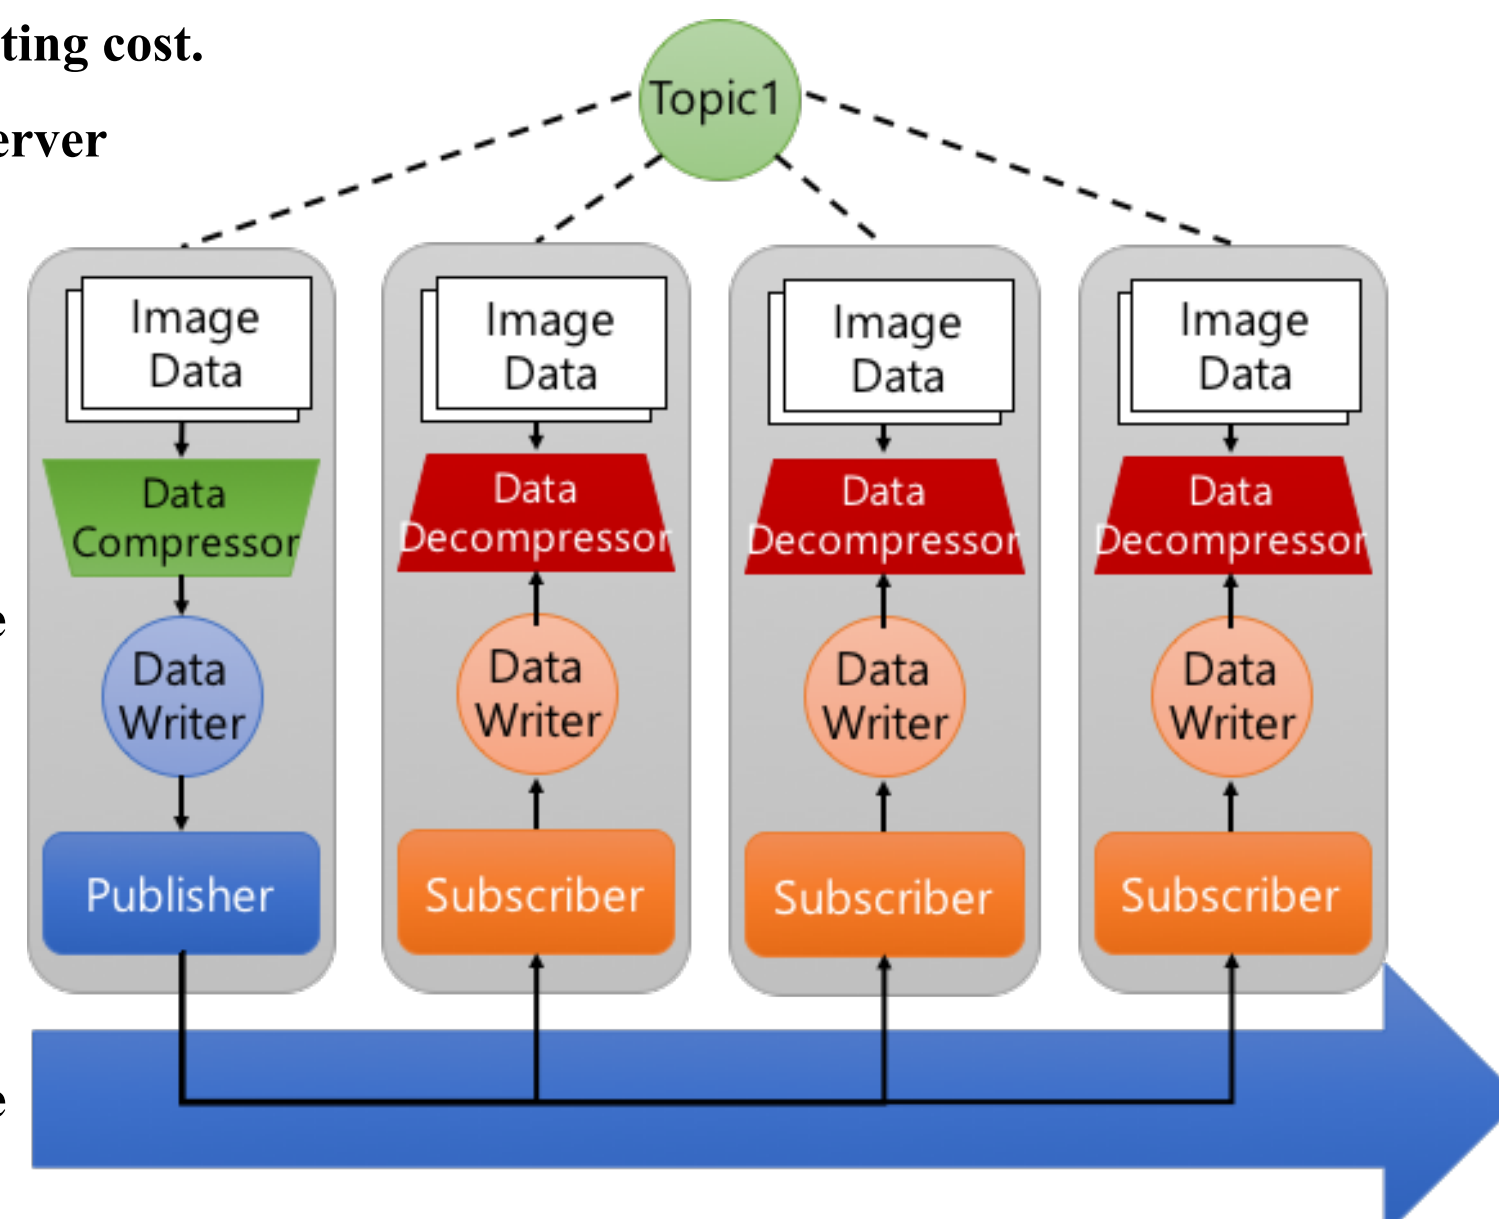 ting cost.
erver
Topic1
Image
Data
Data
Compressor
Data
Writer
Publisher
Image
Data
Data
Decompressor
Data
Writer
Subscriber
Image
Data
Data
Decompressor
Data
Writer
Subscriber
Image
Data
Data
Decompressor
Data
Writer
Subscriber
e
e